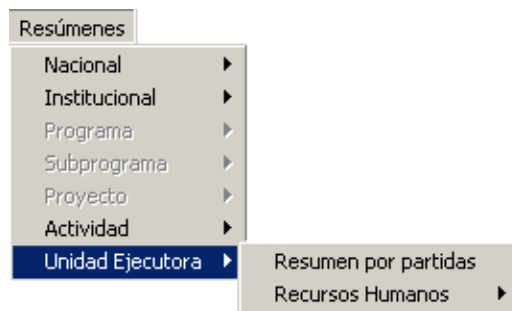 Resúmenes
Nacional
Institucional
Programa
Subprograma
Proyecto
Actividad
Unidad Ejecutora
Resumen por partidas
Recursos Humanos